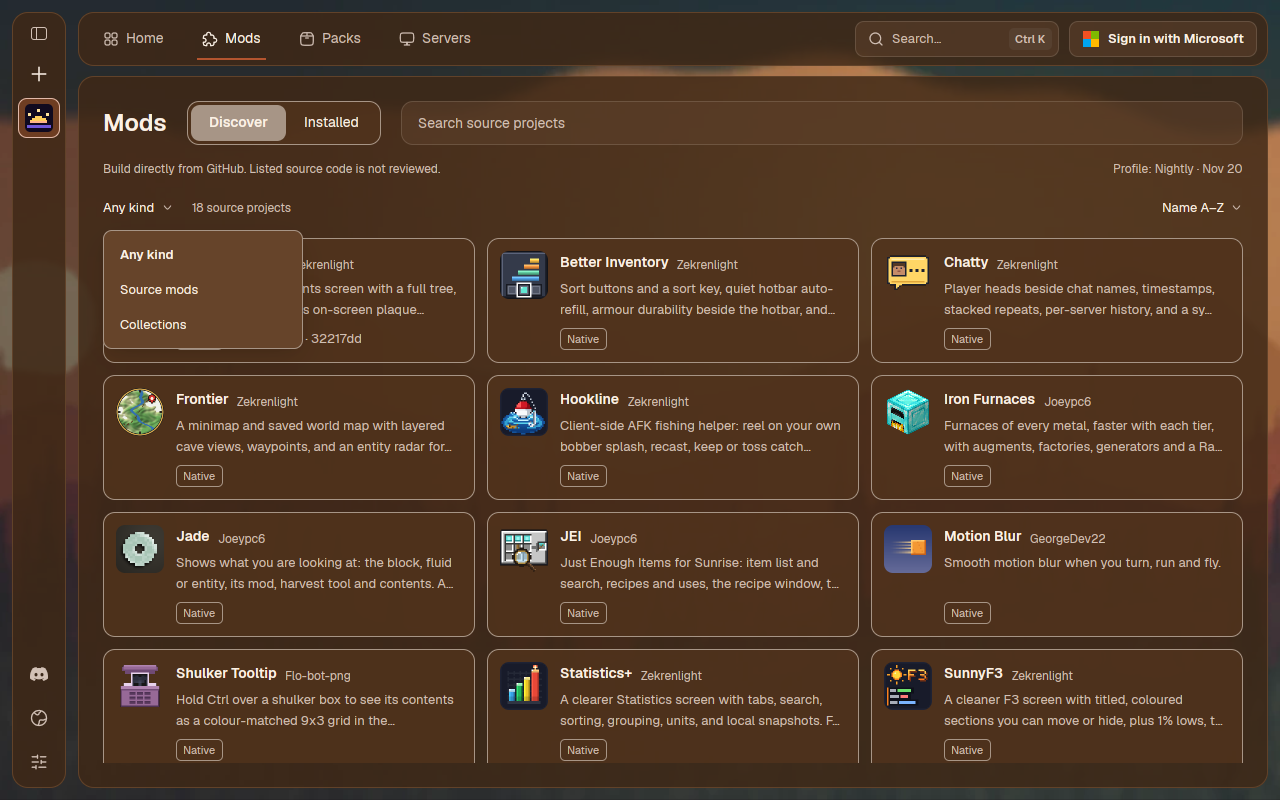 Home
Mods
Packs
Servers
Search...
Ctrl K
Sign in with Microsoft
Mods
Discover
Installed
Search source projects
Build directly from GitHub. Listed source code is not reviewed.
Profile: Nightly · Nov 20
Any kind
18 source projects
Name A–Z
Any kind
Source mods
Collections
ekrenlight
nts screen with a full tree,
s on-screen plaque...
· 32217dd
Better Inventory Zekrenlight
Sort buttons and a sort key, quiet hotbar auto-
refill, armour durability beside the hotbar, and...
Native
Chatty Zekrenlight
Player heads beside chat names, timestamps,
stacked repeats, per-server history, and a sy...
Native
Frontier Zekrenlight
A minimap and saved world map with layered
cave views, waypoints, and an entity radar for...
Native
Hookline Zekrenlight
Client-side AFK fishing helper: reel on your own
bobber splash, recast, keep or toss catch...
Native
Iron Furnaces Joeypc6
Furnaces of every metal, faster with each tier,
with augments, factories, generators and a Ra...
Native
Jade Joeypc6
Shows what you are looking at: the block, fluid
or entity, its mod, harvest tool and contents. A...
Native
JEI Joeypc6
Just Enough Items for Sunrise: item list and
search, recipes and uses, the recipe window, t...
Native
Motion Blur GeorgeDev22
Smooth motion blur when you turn, run and fly.
Native
Shulker Tooltip Flo-bot-png
Hold Ctrl over a shulker box to see its contents
as a colour-matched 9x3 grid in the...
Native
Statistics+ Zekrenlight
A clearer Statistics screen with tabs, search,
sorting, grouping, units, and local snapshots. F...
Native
F3
SunnyF3 Zekrenlight
A cleaner F3 screen with titled, coloured
sections you can move or hide, plus 1% lows, t...
Native